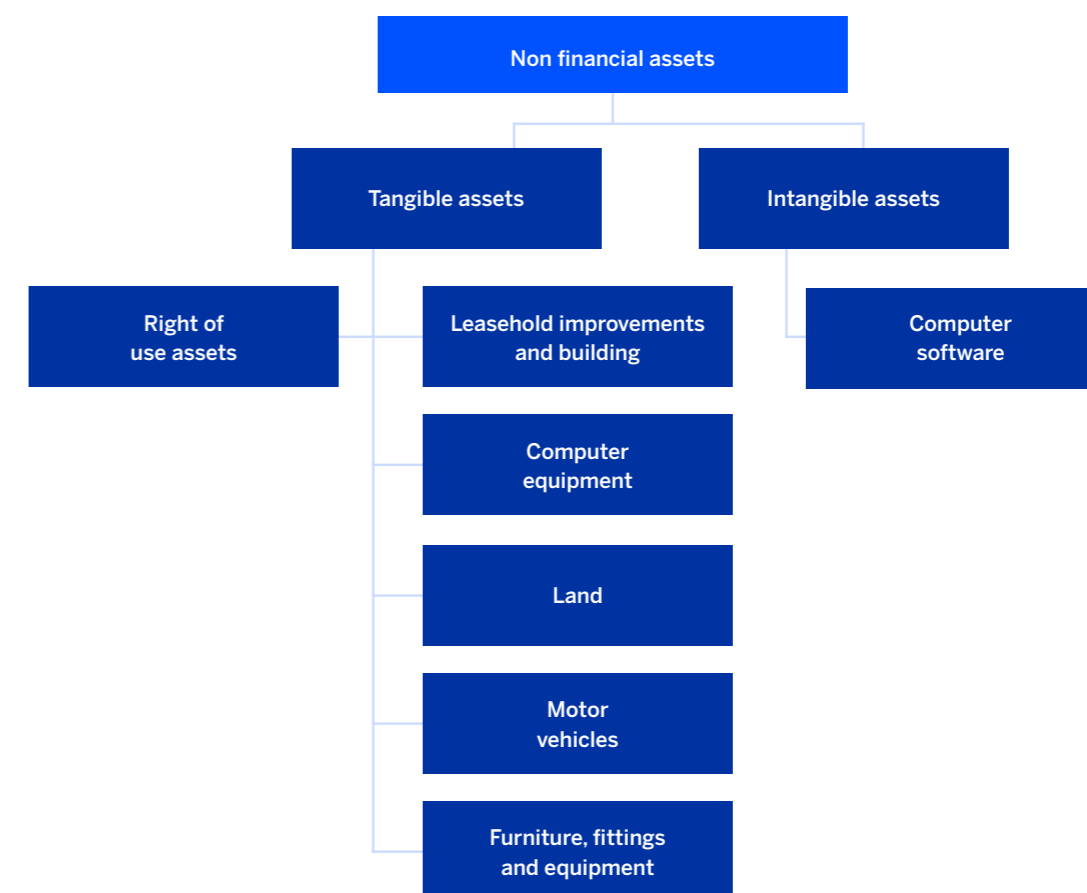 Non financial assets
Tangible assets
Intangible assets
Right of
use assets
Leasehold improvements
and building
Computer
software
Computer
equipment
Land
Motor
vehicles
Furniture, fittings
and equipment